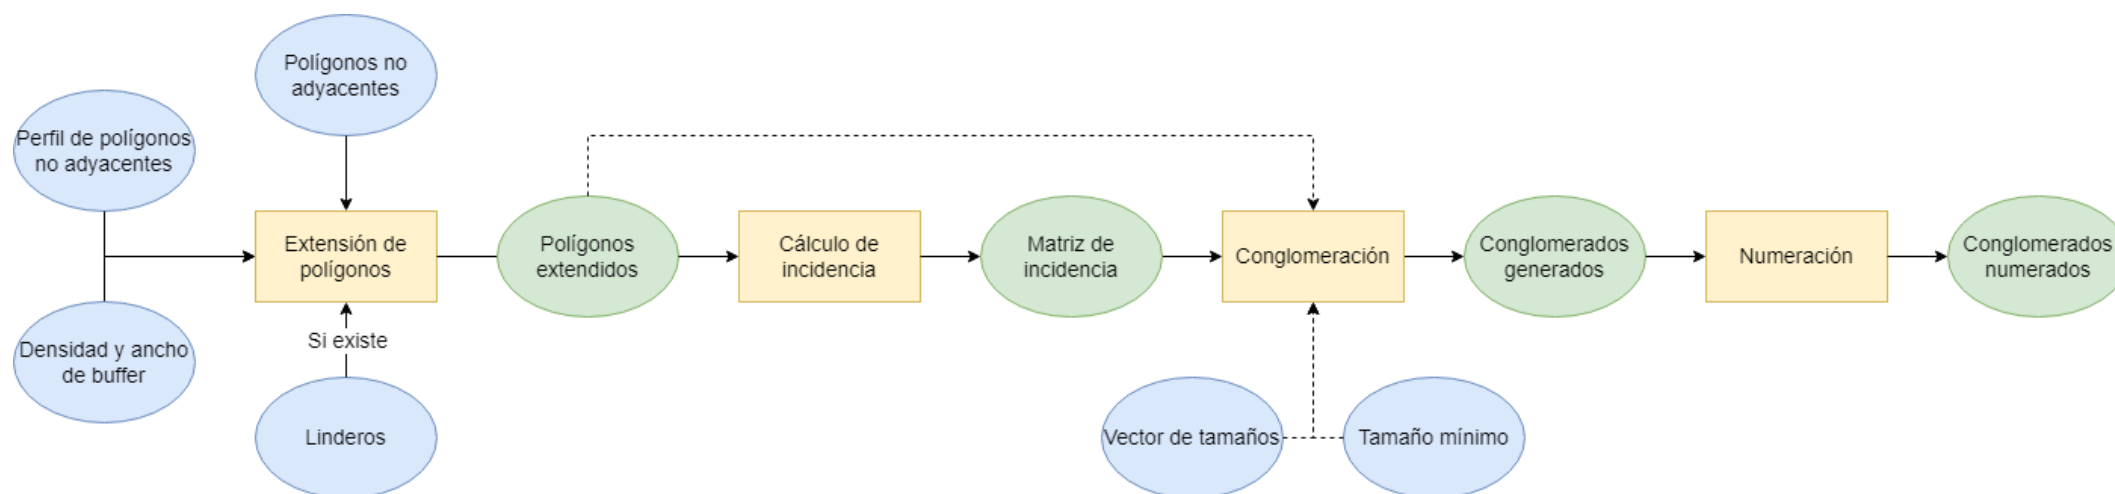 Polígonos no
adyacentes
Perfil de polígonos
no adyacentes
Extensión de
polígonos
Polígonos
extendidos
Cálculo de
incidencia
Matriz de
incidencia
Conglomeración
Conglomerados
generados
Numeración
Conglomerados
numerados
Si existe
Densidad y ancho
de buffer
Linderos
Vector de tamaños
Tamaño mínimo